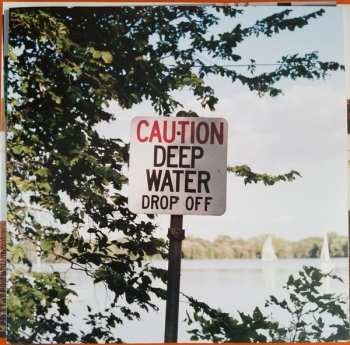 CAUTION
DEEP
WATER
DROP OFF